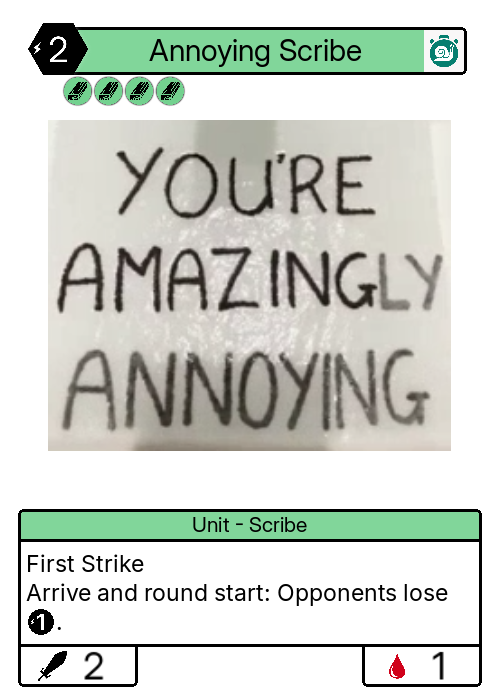 2
Annoying Scribe
YOU'RE
AMAZINGLY
ANNOYING
Unit - Scribe
First Strike
Arrive and round start: Opponents lose
1.
2
1